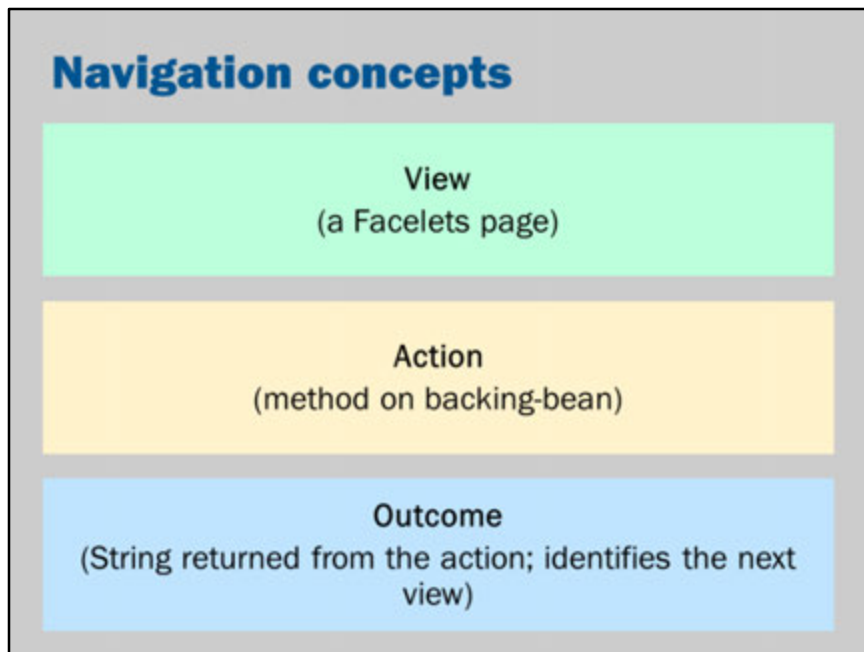 Navigation concepts
View
(a Facelets page)
Action
(method on backing-bean)
Outcome
(String returned from the action; identifies the next
view)